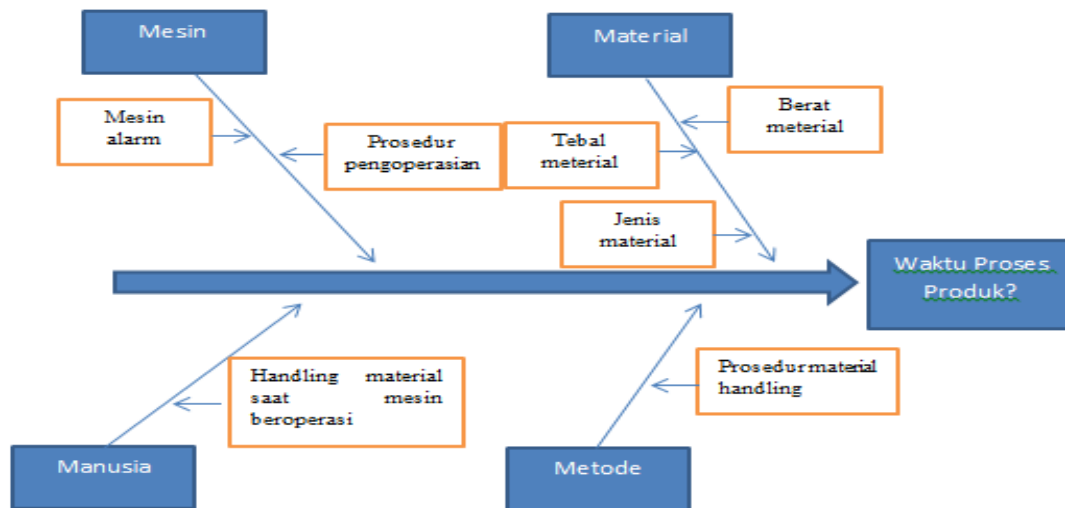 Mesin
Material
Mesin
alarm
Prosedur
pengoperasian
Tebal
meterial
Berat
meterial
Jenis
material
Waktu Proses
Produk?
Handling material
saat mesin
beroperasi
Prosedur material
handling
Manusia
Metode